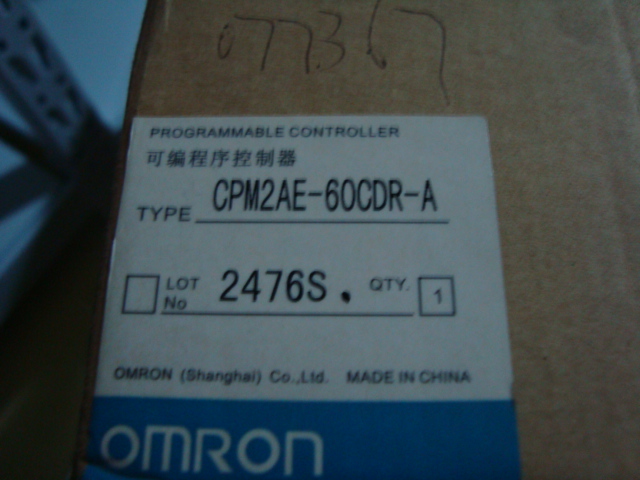 077367
PROGRAMMABLE CONTROLLER
可编程序控制器
TYPE CPM2AE-60CDR-A
LOT No 2476S. QTY. 1
OMRON (Shanghai) Co.,Ltd. MADE IN CHINA
OMRON